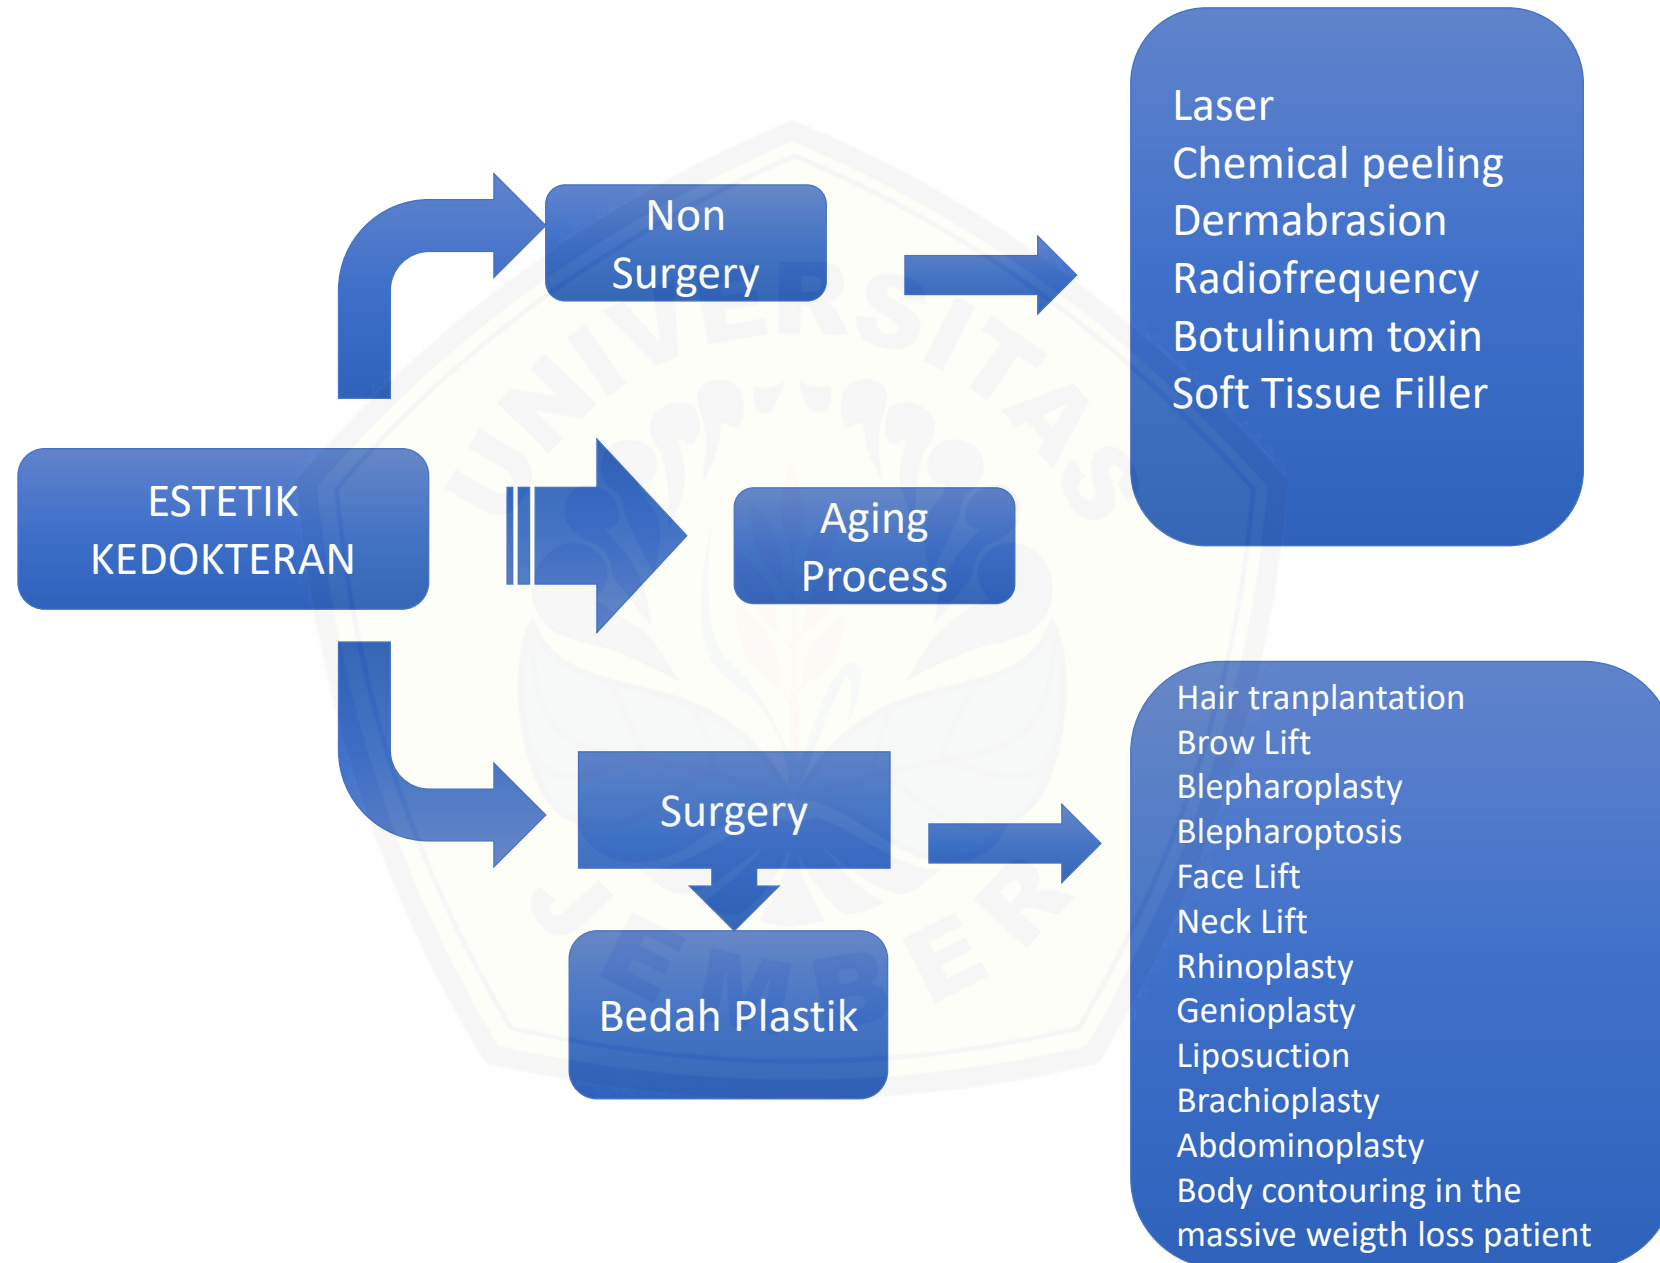 Non
Surgery
Laser
Chemical peeling
Dermabrasion
Radiofrequency
Botulinum toxin
Soft Tissue Filler
ESTETIK
KEDOKTERAN
Aging
Process
Surgery
Bedah Plastik
Hair tranplantation
Brow Lift
Blepharoplasty
Blepharoptosis
Face Lift
Neck Lift
Rhinoplasty
Genioplasty
Liposuction
Brachioplasty
Abdominoplasty
Body contouring in the
massive weigth loss patient
UNIVERSITAS
JEMBER